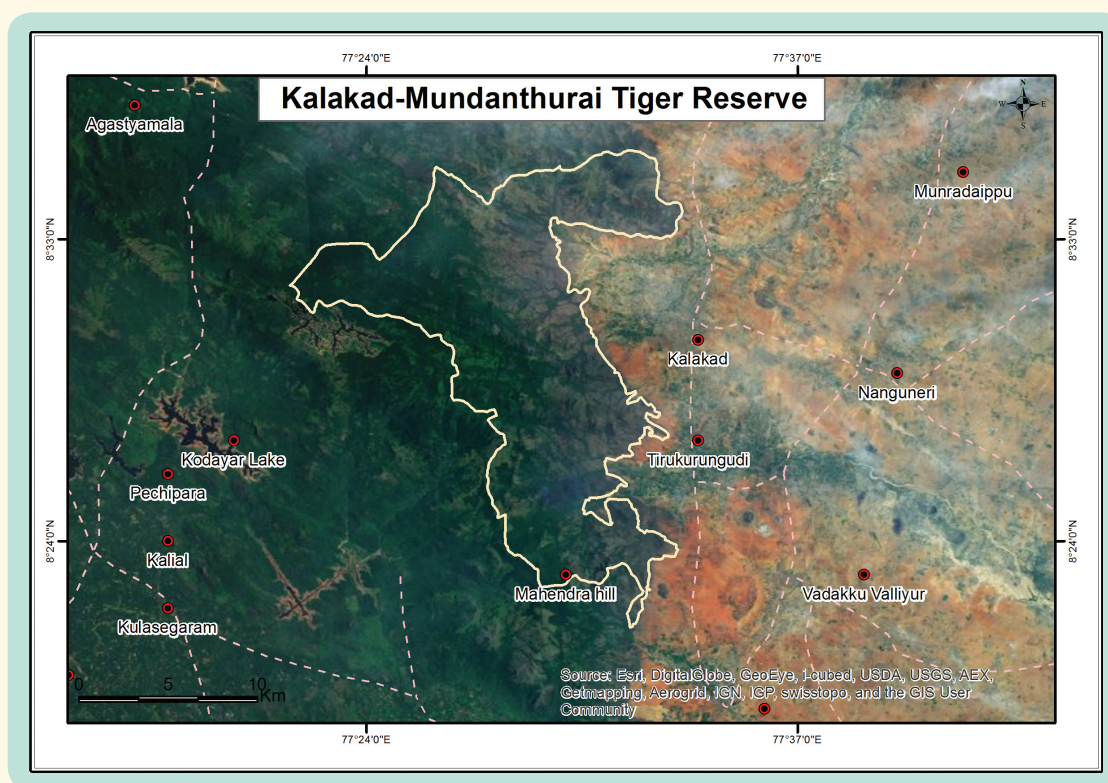 77°24'0"E
77°37'0"E
Kalakad-Mundanthurai Tiger Reserve
N
W E
S
Agastyamala
Munradaippu
8°33'0"N
8°33'0"N
Kalakad
Nanguneri
Kodayar Lake
Tirukurungudi
Pechipara
8°24'0"N
8°24'0"N
Kalial
Mahendra hill
Vadakku Valliyur
Kulasegaram
0 5 10
Km
Source: Esri, DigitalGlobe, GeoEye, i-cubed, USDA, USGS, AEX,
Getmapping, Aerogrid, IGN, IGP, swisstopo, and the GIS User
Community
77°24'0"E
77°37'0"E